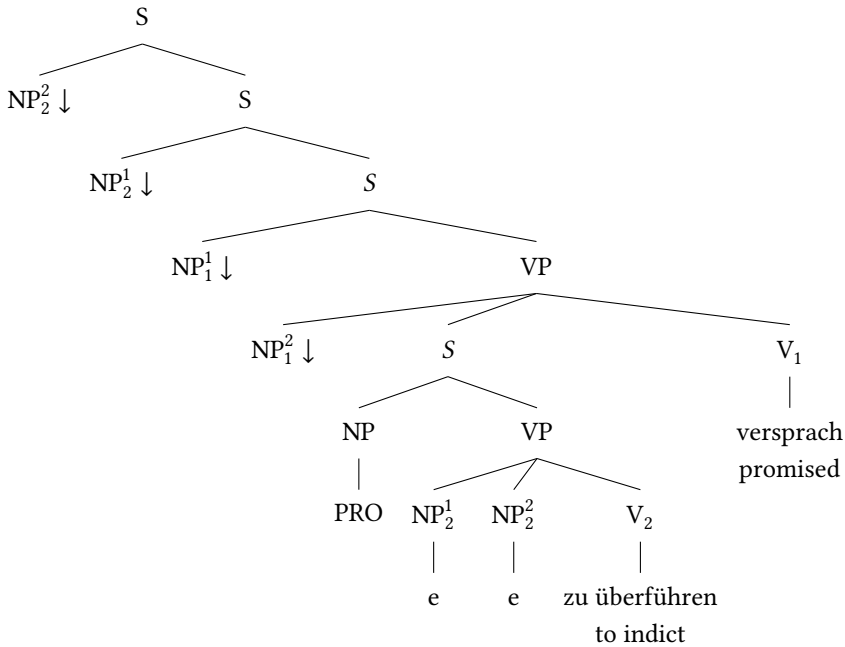 S
NP²₂↓ S
NP¹₂↓ S
NP¹₁↓ VP
NP²₁↓ S V₁
NP VP versprach
promised
PRO NP¹₂ NP²₂ V₂
e e zu überführen
to indict